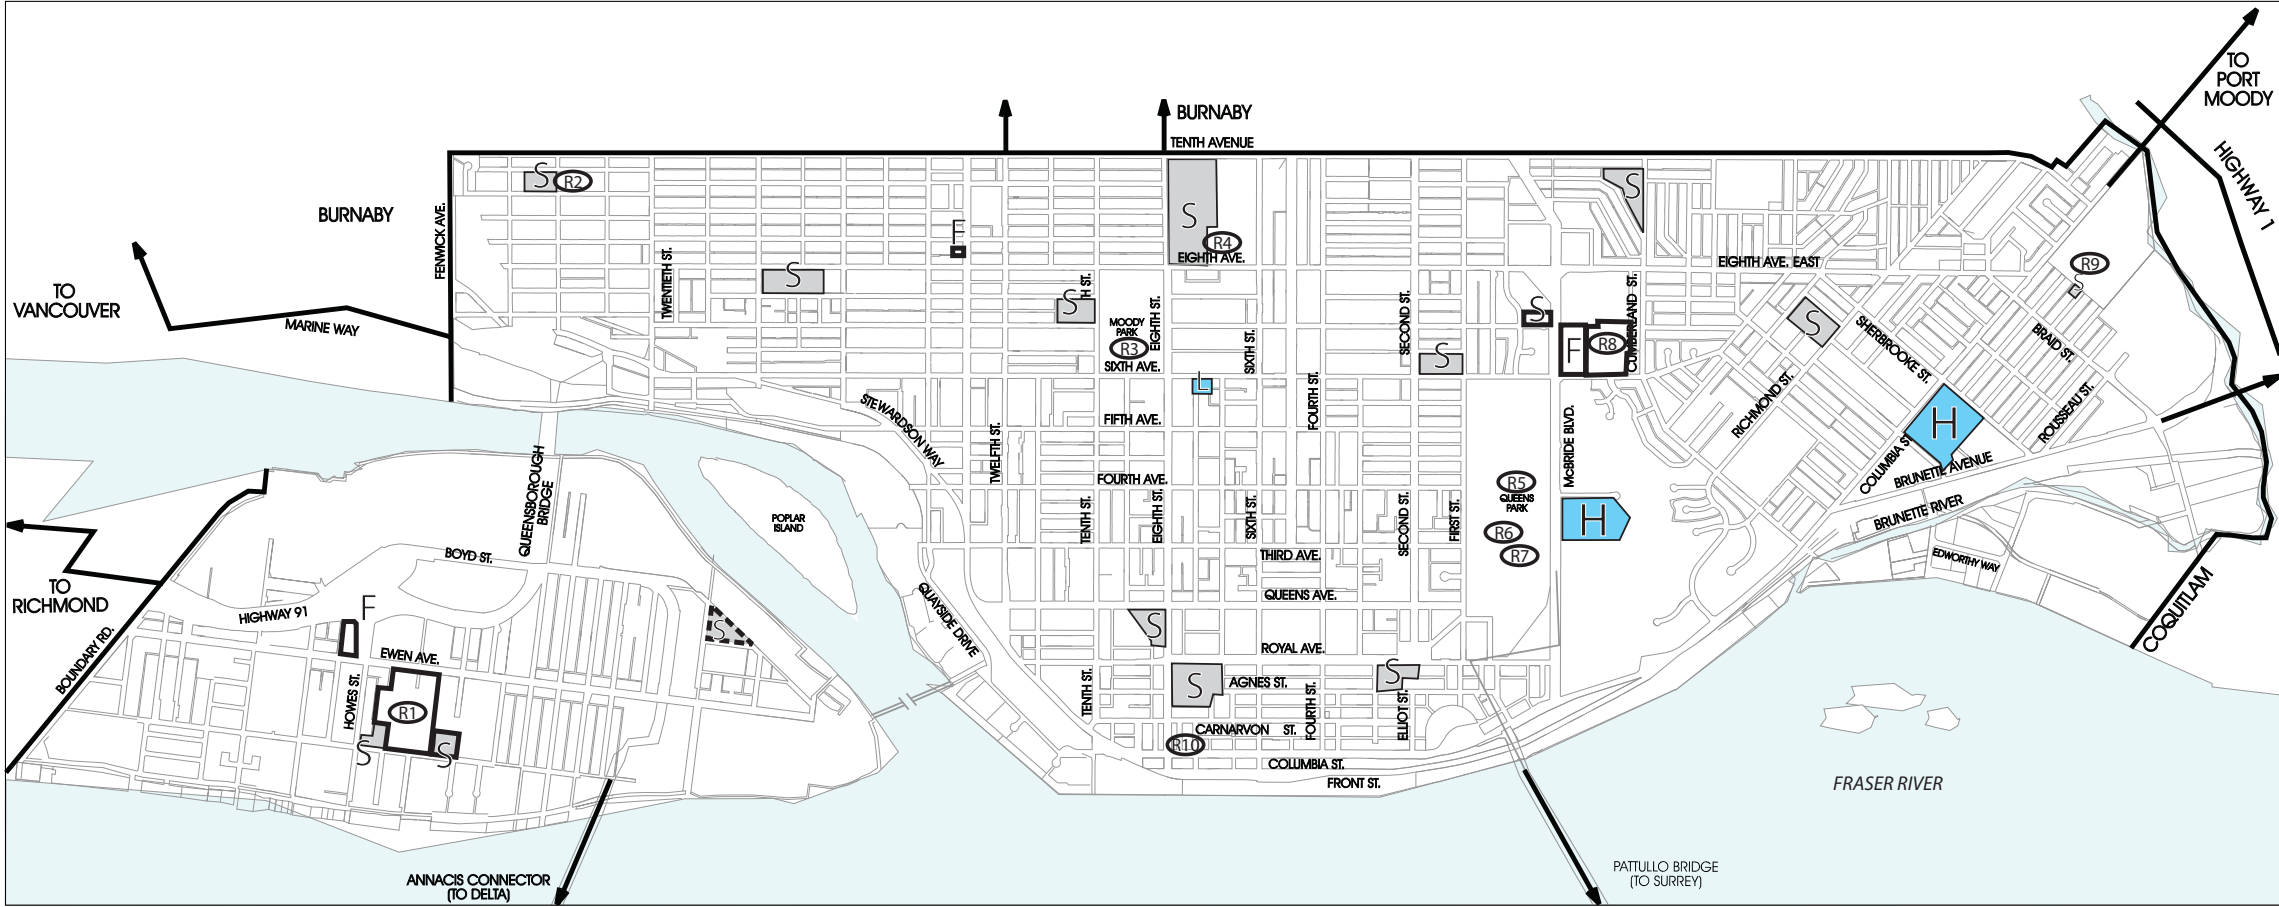 TO
PORT
MOODY
HIGHWAY 1
BURNABY
TENTH AVENUE
BURNABY
FENWICK AVE.
TO
VANCOUVER
MARINE WAY
S
R2
TWENTIETH ST.
S
F
S
TH ST.
MOODY
PARK
R3
EIGHTH ST.
SIXTH AVE.
S
R4
EIGHTH AVE.
L
SIXTH ST.
FOURTH ST.
SECOND ST.
S
S
F
R8
CUMBERLAND ST.
S
EIGHTH AVE. EAST
R9
S
S
SHERBROOKE ST.
BRAID ST.
RICHMOND ST.
ROUSSEAU ST.
H
COLUMBIA ST.
BRUNETTE AVENUE
BRUNETTE RIVER
EDWORTHY WAY
COQUITLAM
STEWARDSON WAY
TWELFTH ST.
FIFTH AVE.
FOURTH AVE.
TENTH ST.
EIGHTH ST.
SIXTH ST.
SECOND ST.
FIRST ST.
McBRIDE BLVD.
R5
QUEENS
PARK
R6
R7
H
THIRD AVE.
QUEENS AVE.
QUEENSBOROUGH
BRIDGE
POPLAR
ISLAND
BOYD ST.
TO
RICHMOND
HIGHWAY 91
BOUNDARY RD.
F
EWEN AVE.
HOWES ST.
R1
S
S
S
QUAYSIDE DRIVE
S
ROYAL AVE.
TENTH ST.
S
AGNES ST.
FOURTH ST.
S
ELLIOT ST.
R10
CARNARVON ST.
COLUMBIA ST.
FRONT ST.
FRASER RIVER
PATTULLO BRIDGE
(TO SURREY)
ANNACIS CONNECTOR
(TO DELTA)